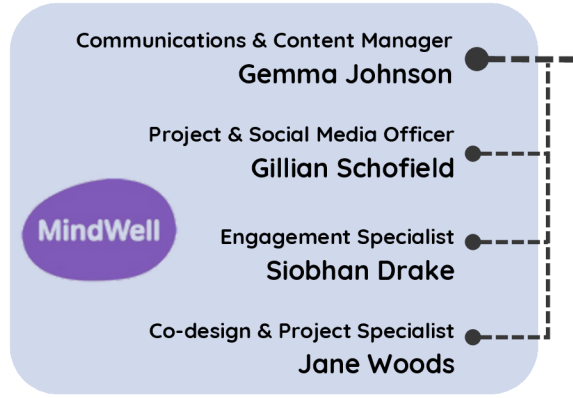 Communications & Content Manager
Gemma Johnson
Project & Social Media Officer
Gillian Schofield
MindWell
Engagement Specialist
Siobhan Drake
Co-design & Project Specialist
Jane Woods